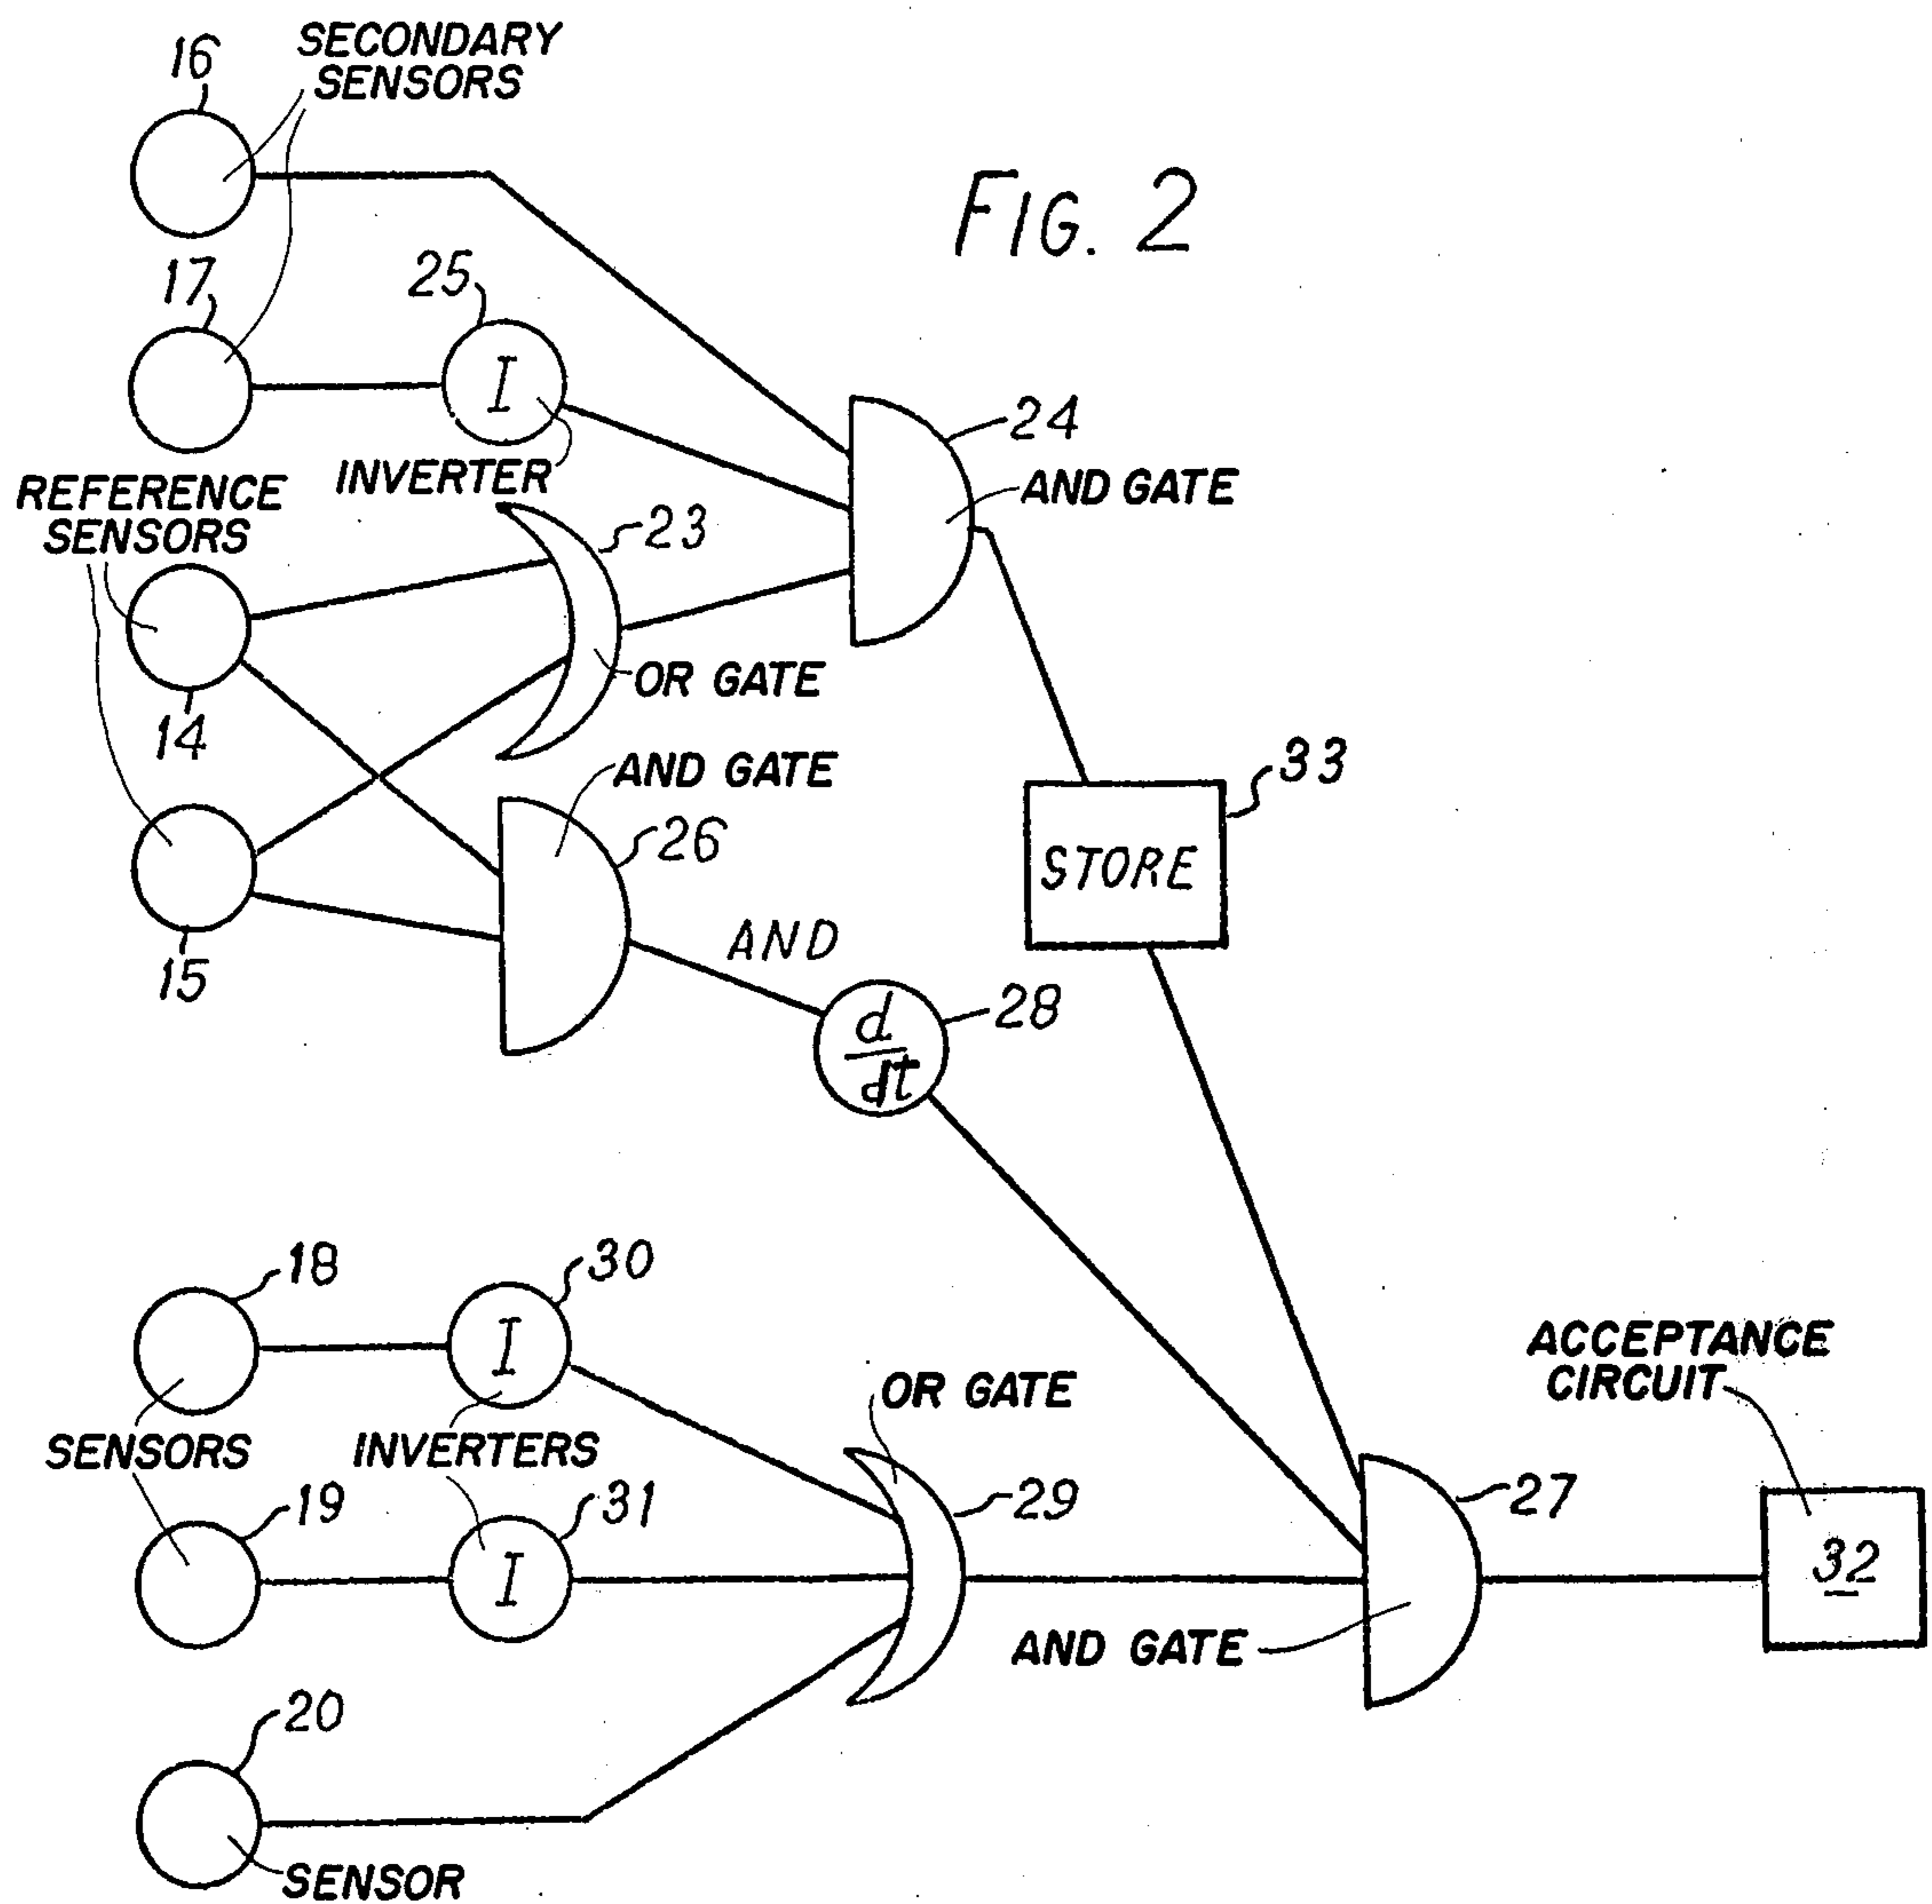 16
SECONDARY
SENSORS
FIG. 2
17
25
I
24
INVERTER
AND GATE
REFERENCE
SENSORS
23
OR GATE
14
AND GATE
33
26
STORE
AND
15
28
d
dt
18
30
I
ACCEPTANCE
CIRCUIT
OR GATE
SENSORS
INVERTERS
19
31
29
27
I
32
AND GATE
20
SENSOR